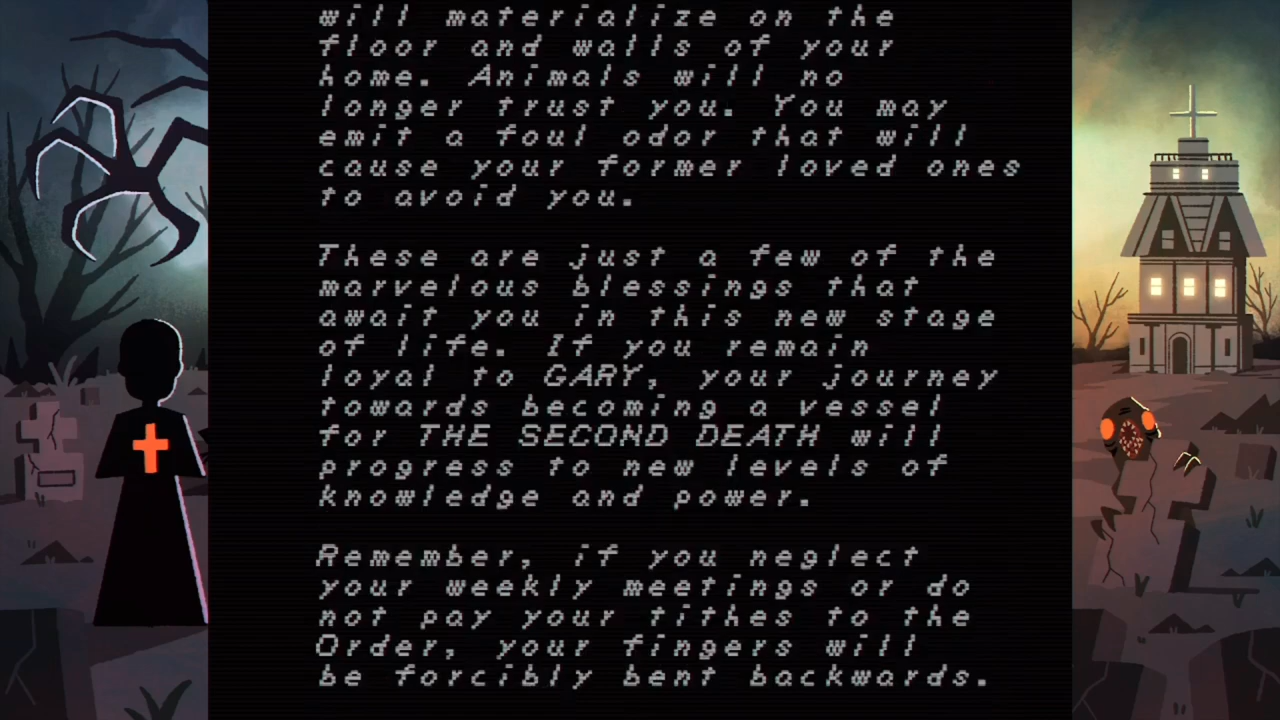 will materialize on the
floor and walls of your
home. Animals will no
longer trust you. You may
emit a foul odor that will
cause your former loved ones
to avoid you.
These are just a few of the
marvelous blessings that
await you in this new stage
of life. If you remain
loyal to GARY, your journey
towards becoming a vessel
for THE SECOND DEATH will
progress to new levels of
knowledge and power.
Remember, if you neglect
your weekly meetings or do
not pay your tithes to the
Order, your fingers will
be forcibly bent backwards.